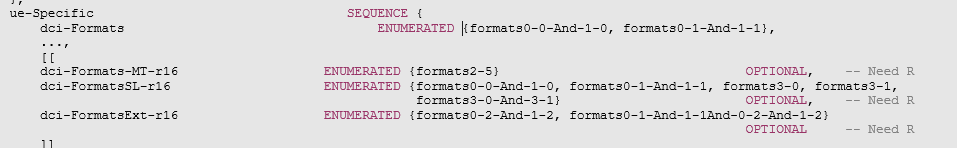 },
ue-Specific SEQUENCE {
dci-Formats ENUMERATED {formats0-0-And-1-0, formats0-1-And-1-1},
...,
[[
dci-Formats-MT-r16 ENUMERATED {formats2-5} OPTIONAL, -- Need R
dci-FormatsSL-r16 ENUMERATED {formats0-0-And-1-0, formats0-1-And-1-1, formats3-0, formats3-1,
formats3-0-And-3-1} OPTIONAL, -- Need R
dci-FormatsExt-r16 ENUMERATED {formats0-2-And-1-2, formats0-1-And-1-1And-0-2-And-1-2}
OPTIONAL -- Need R
]]